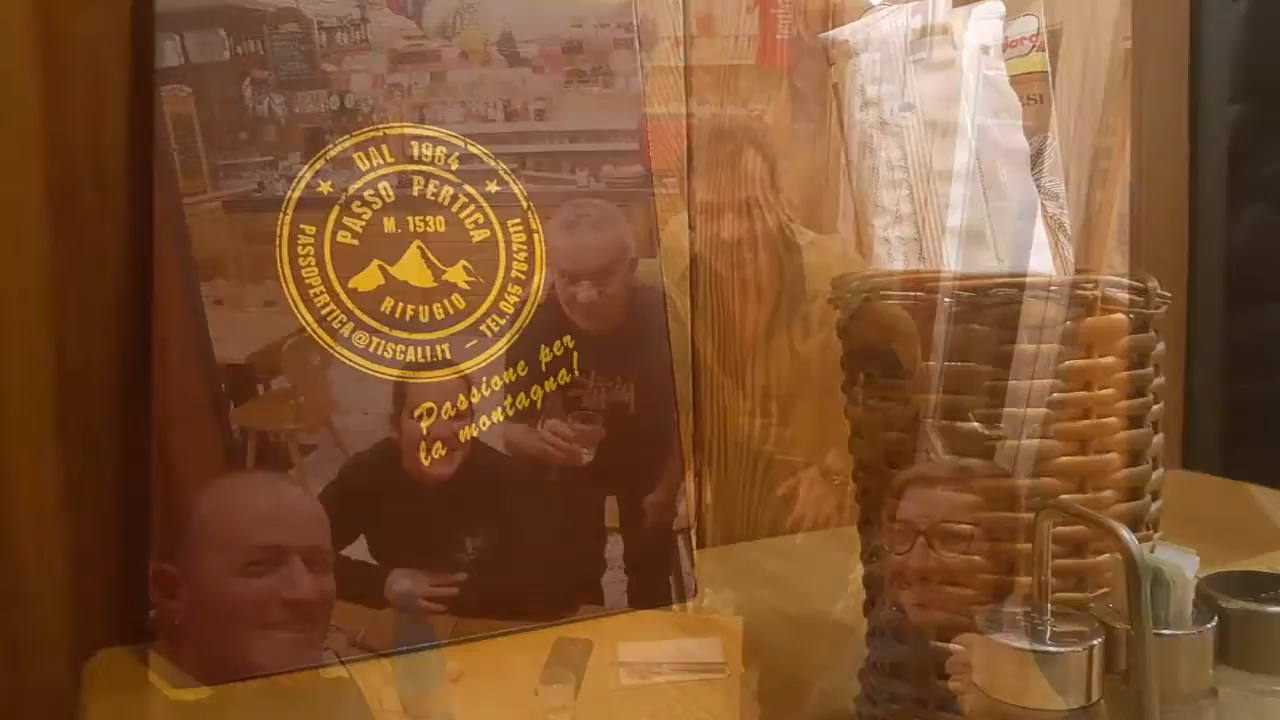 DAL 1964
PASSO PERTICA
M. 1530
RIFUGIO
PASSOPERTICA@TISCALI.IT - TEL.045 7847011
Passione per
la montagna!